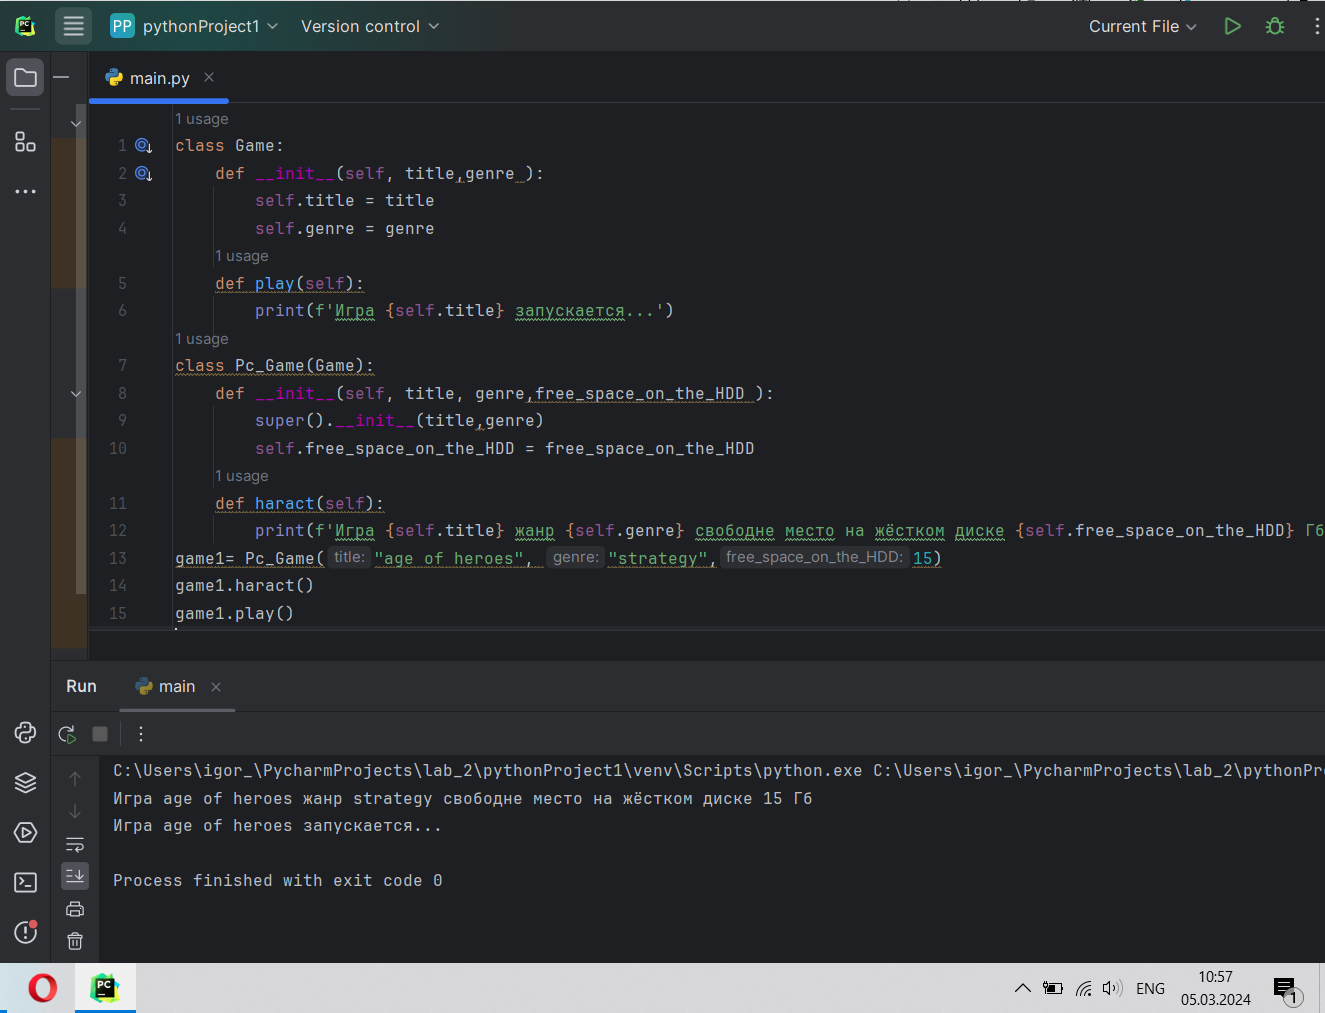 PC PP pythonProject1 Version control Current File
main.py
1 usage
1 class Game:
2 def __init__(self, title,genre ):
3 self.title = title
4 self.genre = genre
1 usage
5 def play(self):
6 print(f'Игра {self.title} запускается...')
1 usage
7 class Pc_Game(Game):
8 def __init__(self, title, genre,free_space_on_the_HDD ):
9 super().__init__(title,genre)
10 self.free_space_on_the_HDD = free_space_on_the_HDD
1 usage
11 def haract(self):
12 print(f'Игра {self.title} жанр {self.genre} свободне место на жёстком диске {self.free_space_on_the_HDD} Гб
13 game1= Pc_Game( title: "age of heroes", genre: "strategy", free_space_on_the_HDD: 15)
14 game1.haract()
15 game1.play()
Run main
C:\Users\igor_\PycharmProjects\lab_2\pythonProject1\venv\Scripts\python.exe C:\Users\igor_\PycharmProjects\lab_2\pythonPr
Игра age of heroes жанр strategy свободне место на жёстком диске 15 Гб
Игра age of heroes запускается...
Process finished with exit code 0
PC ENG 10:57
05.03.2024
1